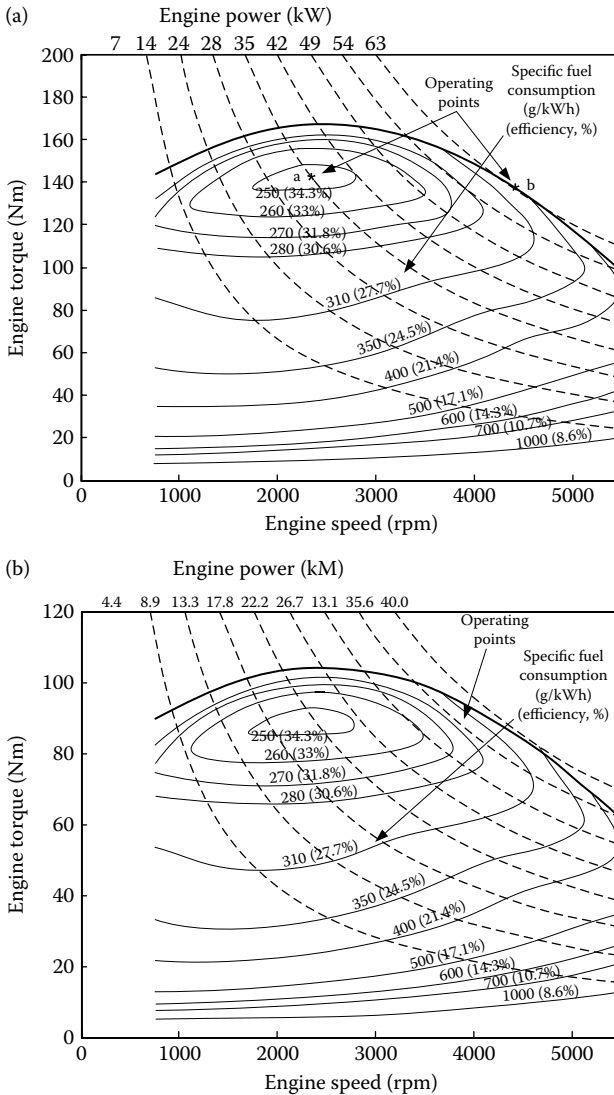 (a)
Engine power (kW)
7 14 24 28 35 42 49 54 63
200
180
160
140
120
100
80
60
40
20
0
Engine torque (Nm)
Operating
points
Specific fuel
consumption
(g/kWh)
(efficiency, %)
a
b
250 (34.3%)
260 (33%)
270 (31.8%)
280 (30.6%)
310 (27.7%)
350 (24.5%)
400 (21.4%)
500 (17.1%)
600 (14.3%)
700 (10.7%)
1000 (8.6%)
0 1000 2000 3000 4000 5000
Engine speed (rpm)
(b)
Engine power (kM)
4.4 8.9 13.3 17.8 22.2 26.7 13.1 35.6 40.0
120
100
80
60
40
20
0
Engine torque (Nm)
Operating
points
Specific fuel
consumption
(g/kWh)
(efficiency, %)
250 (34.3%)
260 (33%)
270 (31.8%)
280 (30.6%)
310 (27.7%)
350 (24.5%)
400 (21.4%)
500 (17.1%)
600 (14.3%)
700 (10.7%)
1000 (8.6%)
0 1000 2000 3000 4000 5000
Engine speed (rpm)